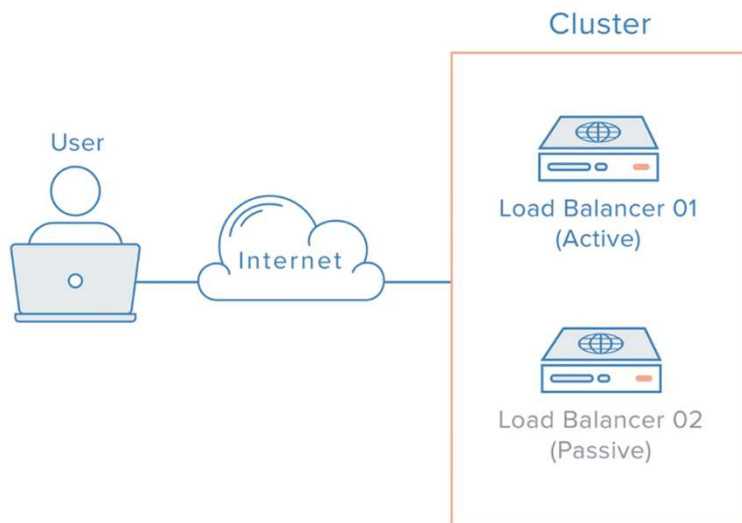 Cluster
User
Internet
Load Balancer 01
(Active)
Load Balancer 02
(Passive)